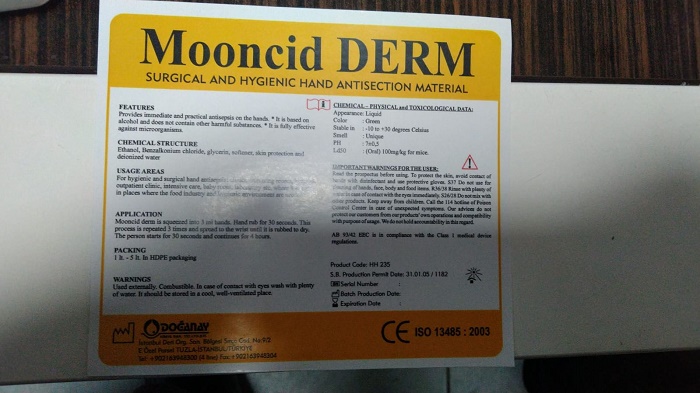 Mooncid DERM
SURGICAL AND HYGIENIC HAND ANTISECTION MATERIAL
FEATURES
Provides immediate and practical antisepsis on the hands. * It is based on
alcohol and does not contain other harmful substances. * It is fully effective
against microorganisms.
CHEMICAL STRUCTURE
Ethanol, Benzalkonium chloride, glycerin, softener, skin protection and
deionized water
USAGE AREAS
For hygienic and surgical hand antisepsis,
outpatient clinic, intensive care, baby
in places where the food industry and hygienic environments are
APPLICATION
Mooncid derm is squeezed into 3 ml hands. Hand rub for 30 seconds. This
process is repeated 3 times and spread to the wrist until it is rubbed to dry.
The person starts for 30 seconds and continues for 4 hours.
PACKING
1 lt. - 5 lt. In HDPE packaging
WARNINGS
Used externally. Combustible. In case of contact with eyes wash with plenty
of water. It should be stored in a cool, well-ventilated place.
CHEMICAL - PHYSICAL and TOXICOLOGICAL DATA:
Appearance: Liquid
Color : Green
Stable in : -10 to +30 degrees Celsius
Smell : Unique
PH : 7±0,5
Ld50 : (Oral) 100mg/kg for mice.
IMPORTANT WARNINGS FOR THE USER:
Read the prospectus before using. To protect the skin, avoid contact of
hands with disinfectant and use protective gloves. S37 Do not use for
cleaning of hands, face, body and food items. R36/38 Rinse with plenty of
water in case of contact with the eyes immediately. S26/28 Do not mix with
other products. Keep away from children. Call the 114 hotline of Poison
Control Center in case of unexpected symptoms. Our advices do not
protect our customers from our products' own operations and compatibility
with purpose of usage. We do not hold accountability in this regard.
AB 93/42 EEC is in compliance with the Class 1 medical device
regulations.
Product Code: HH 235
S.B. Production Permit Date: 31.01.05 / 1182
Serial Number :
Batch Production Date:
Expiration Date :
DOĞANAY
İstanbul Deri Org. San. Bölgesi
TUZLA-İSTANBUL/TÜRKİYE
CE ISO 13485 : 2003